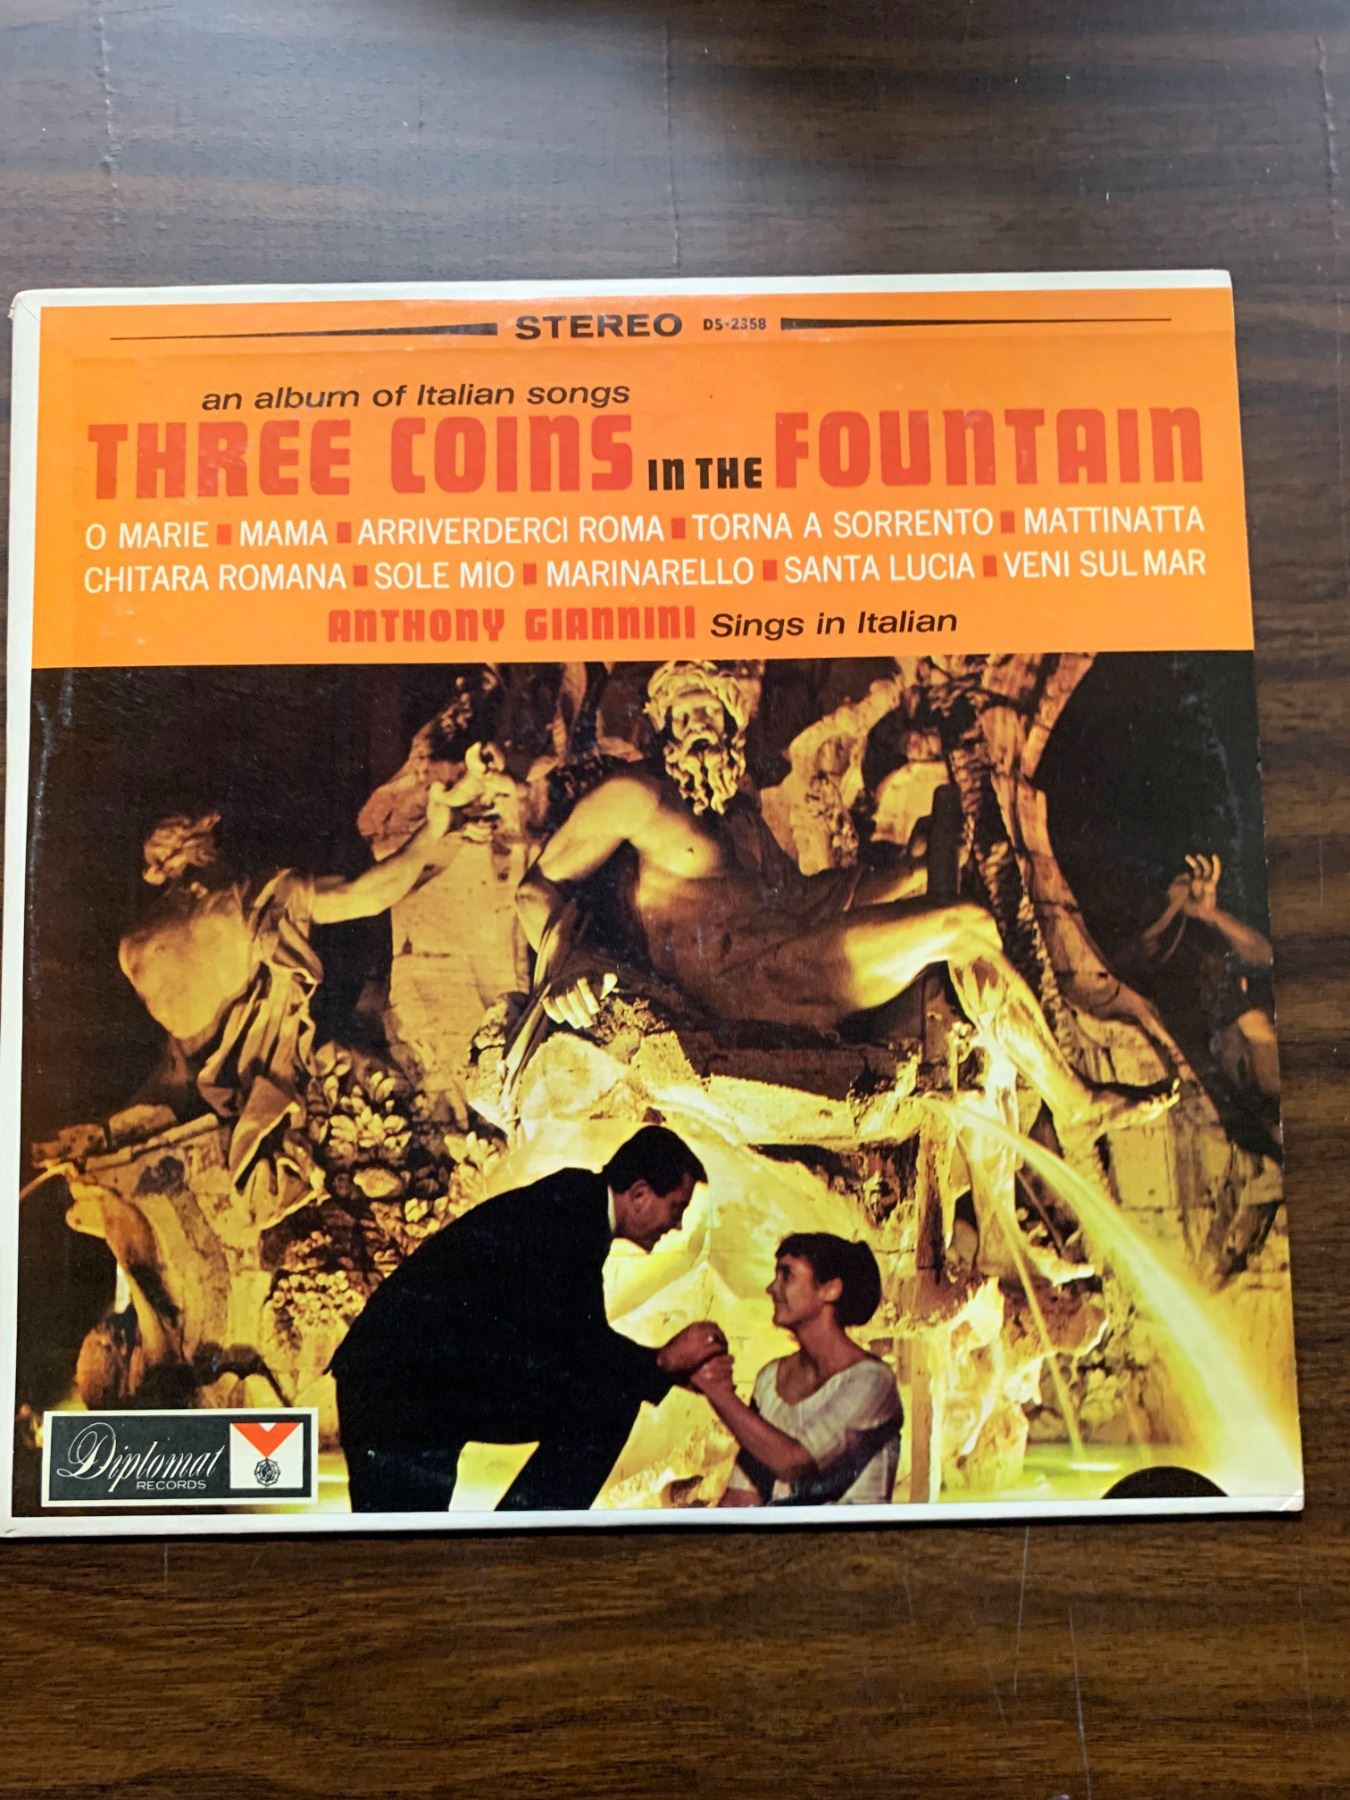 STEREO DS-2358
an album of Italian songs
THREE COINS IN THE FOUNTAIN
O MARIE ■ MAMA ■ ARRIVERDERCI ROMA ■ TORNA A SORRENTO ■ MATTINATTA
CHITARA ROMANA ■ SOLE MIO ■ MARINARELLO ■ SANTA LUCIA ■ VENI SUL MAR
ANTHONY GIANNINI Sings in Italian
Diplomat
RECORDS